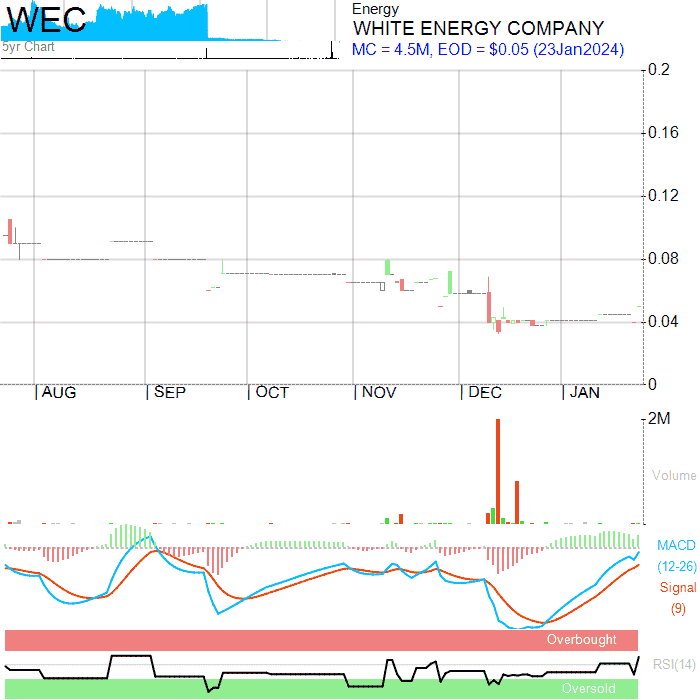 WEC
5yr Chart
Energy
WHITE ENERGY COMPANY
MC = 4.5M, EOD = $0.05 (23Jan2024)
0.2
0.16
0.12
0.08
0.04
0
AUG SEP OCT NOV DEC JAN
2M
Volume
MACD
(12-26)
Signal
(9)
Overbought
RSI(14)
Oversold